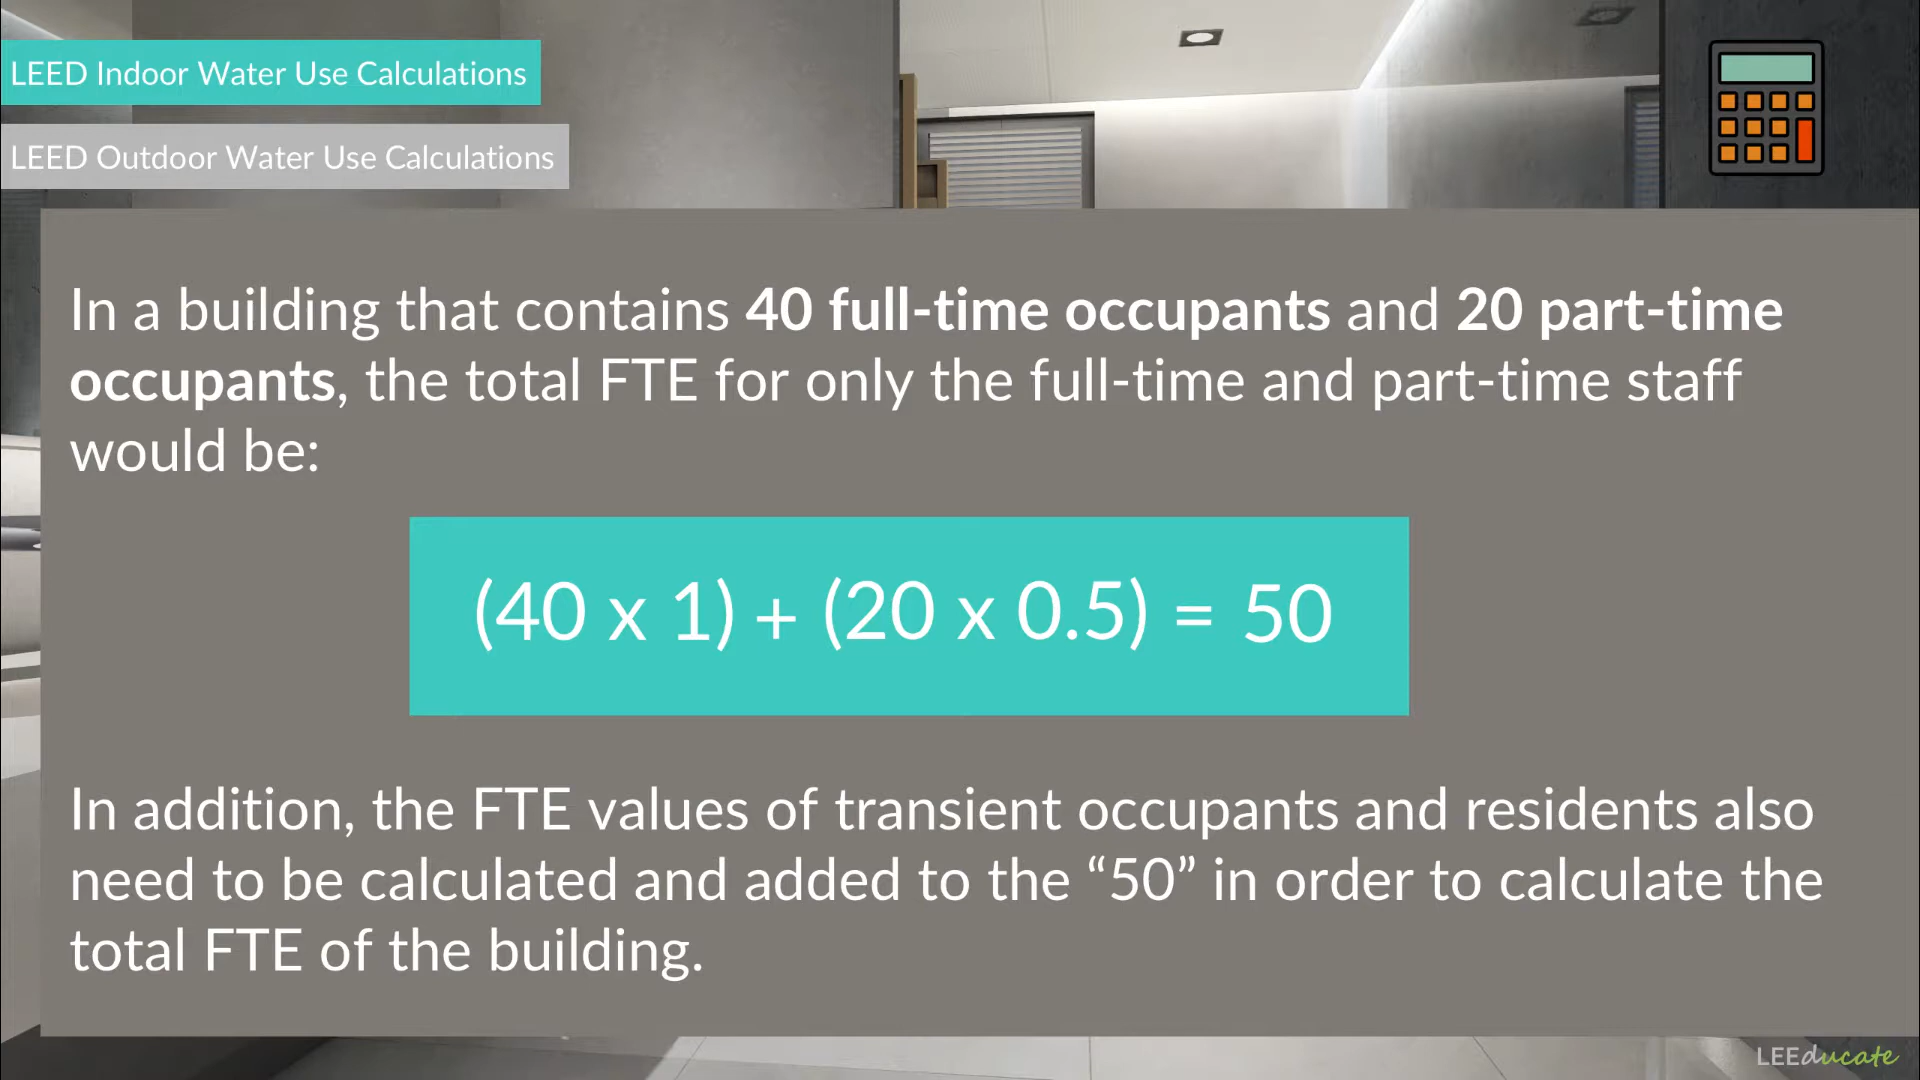 LEED Indoor Water Use Calculations
LEED Outdoor Water Use Calculations
In a building that contains 40 full-time occupants and 20 part-time
occupants, the total FTE for only the full-time and part-time staff
would be:
(40 x 1) + (20 x 0.5) = 50
In addition, the FTE values of transient occupants and residents also
need to be calculated and added to the “50” in order to calculate the
total FTE of the building.
LEEducate